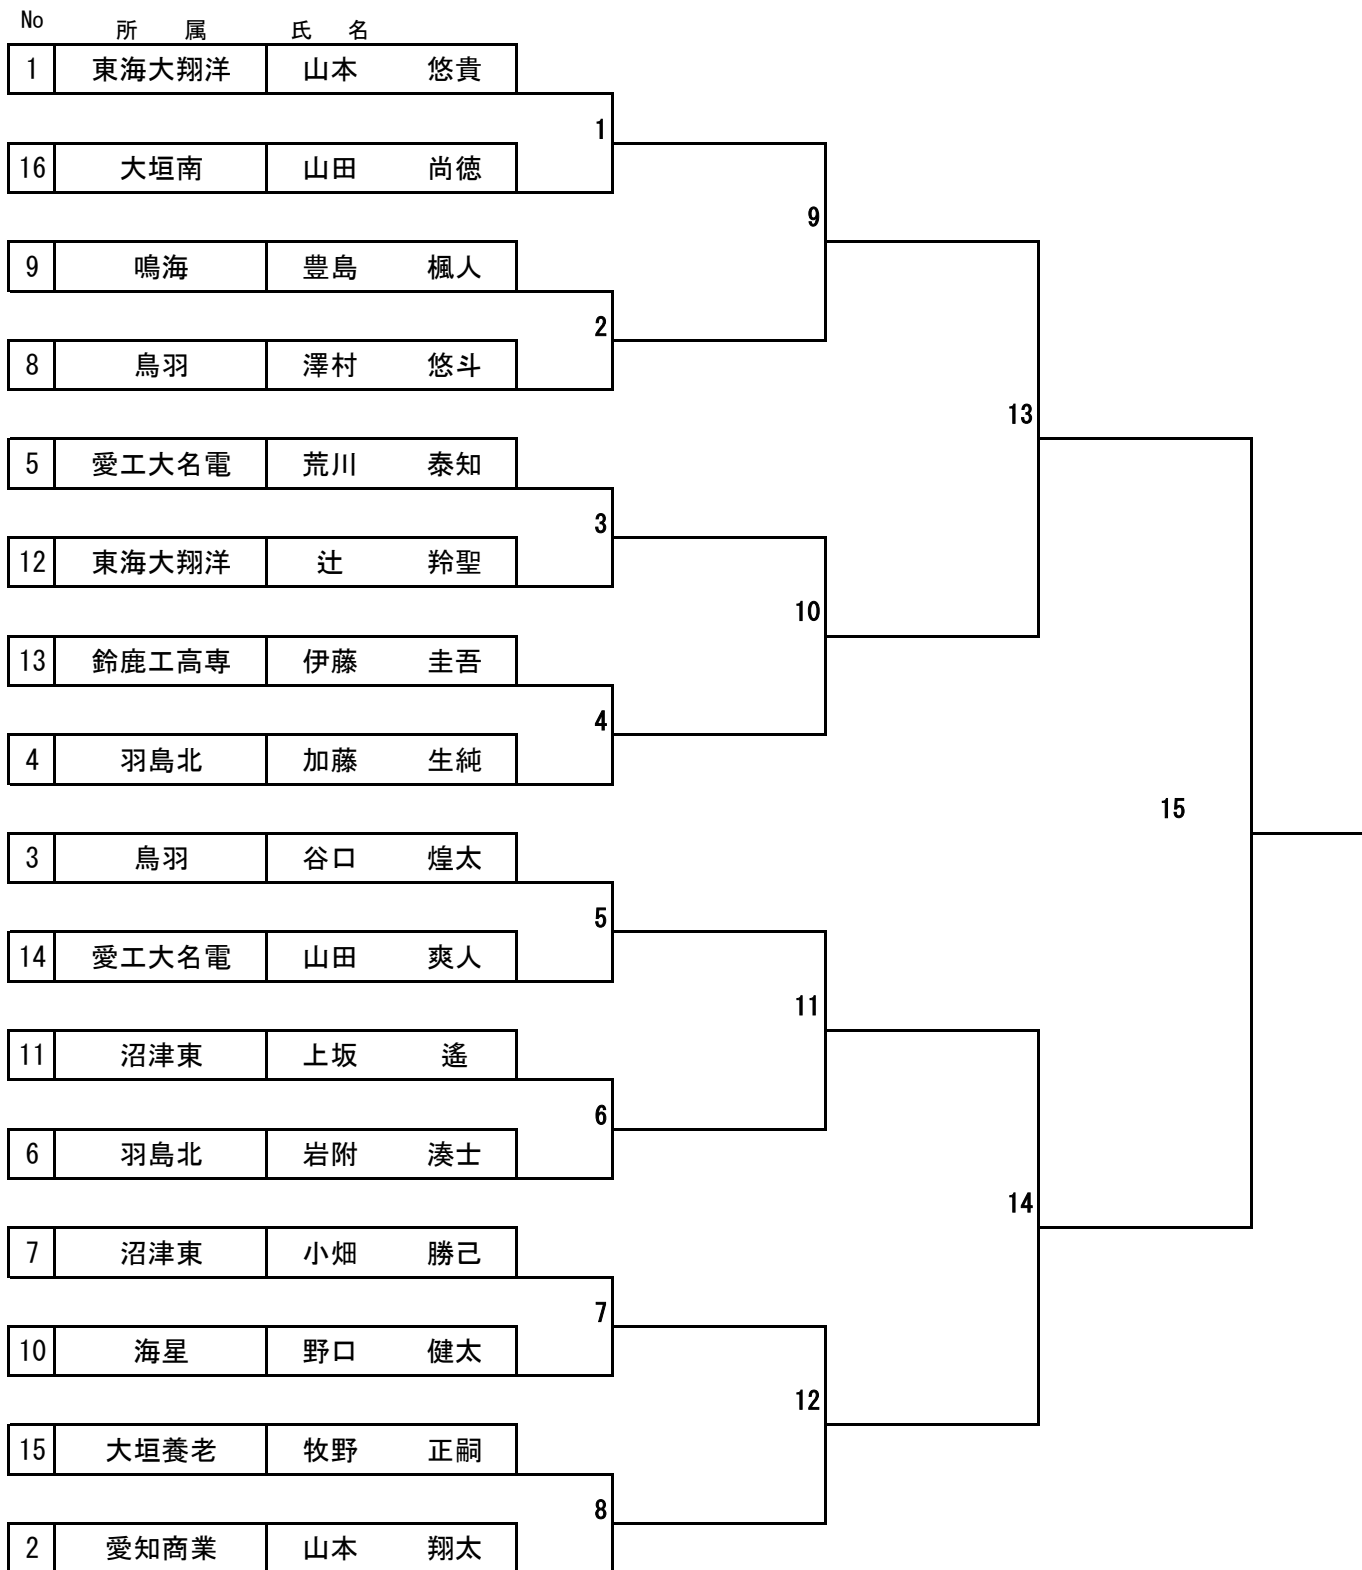 No 所 属 氏 名
1 東海大翔洋 山本 悠貴
1
16 大垣南 山田 尚徳
9
9 鳴海 豊島 楓人
2
8 鳥羽 澤村 悠斗
13
5 愛工大名電 荒川 泰知
3
12 東海大翔洋 辻 羚聖
10
13 鈴鹿工高専 伊藤 圭吾
4
4 羽島北 加藤 生純
15
3 鳥羽 谷口 煌太
5
14 愛工大名電 山田 爽人
11
11 沼津東 上坂 遙
6
6 羽島北 岩附 湊士
14
7 沼津東 小畑 勝己
7
10 海星 野口 健太
12
15 大垣養老 牧野 正嗣
8
2 愛知商業 山本 翔太